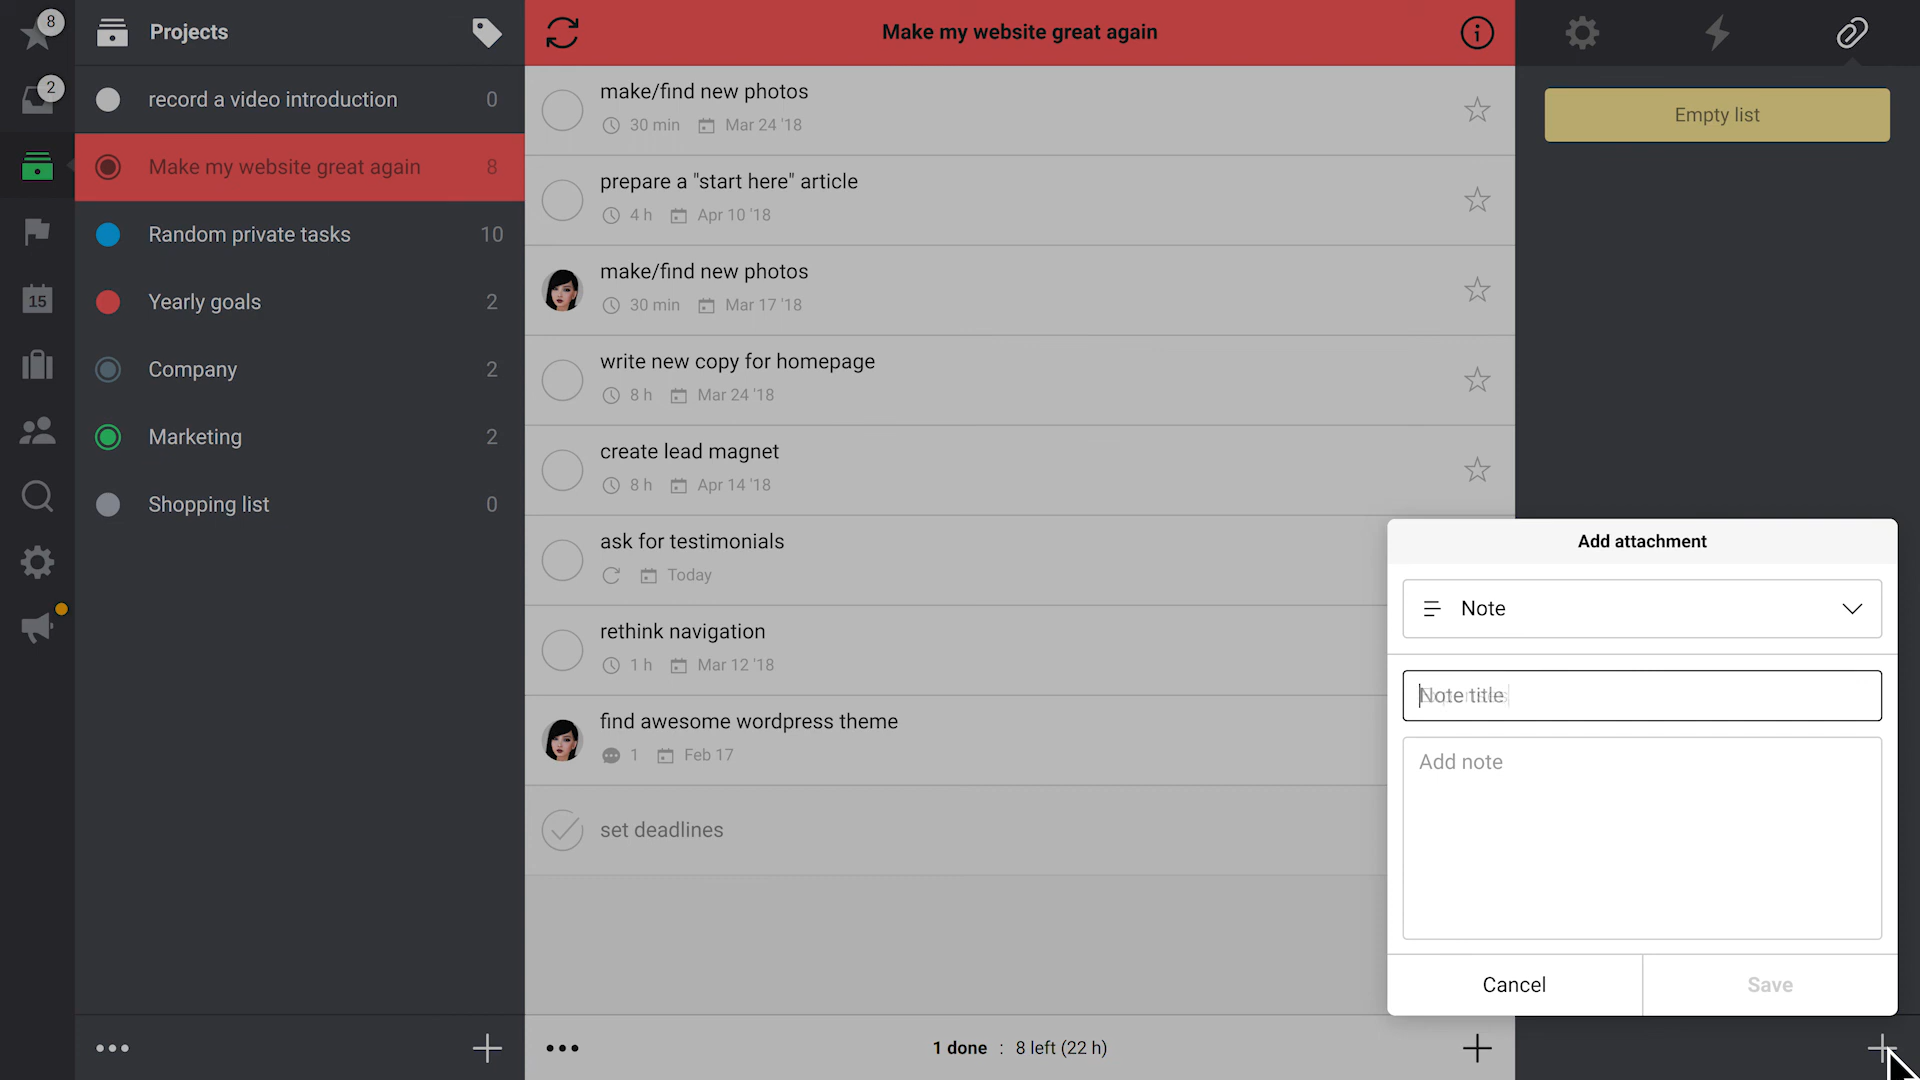 8
2
15
Projects
record a video introduction 0
Make my website great again 8
Random private tasks 10
Yearly goals 2
Company 2
Marketing 2
Shopping list 0
Make my website great again
make/find new photos
30 min Mar 24 '18
prepare a "start here" article
4 h Apr 10 '18
make/find new photos
30 min Mar 17 '18
write new copy for homepage
8 h Mar 24 '18
create lead magnet
8 h Apr 14 '18
ask for testimonials
Today
rethink navigation
1 h Mar 12 '18
find awesome wordpress theme
1 Feb 17
set deadlines
1 done : 8 left (22 h)
Empty list
Add attachment
Note
Note title
Add note
Cancel Save